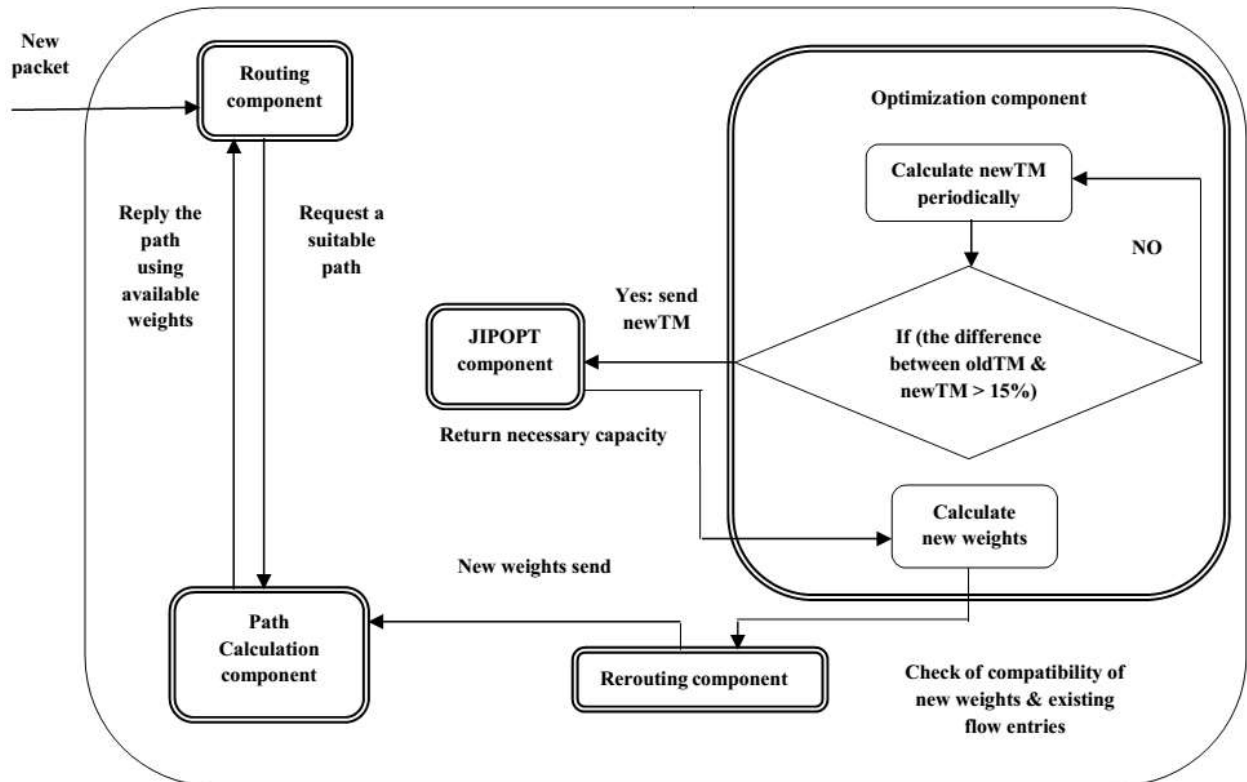 New
packet
Routing
component
Optimization component
Calculate newTM
periodically
Reply the
path
using
available
weights
Request a
suitable
path
NO
Yes: send
newTM
JIPOPT
component
If (the difference
between oldTM &
newTM > 15%)
Return necessary capacity
Calculate
new weights
New weights send
Path
Calculation
component
Rerouting component
Check of compatibility of
new weights & existing
flow entries